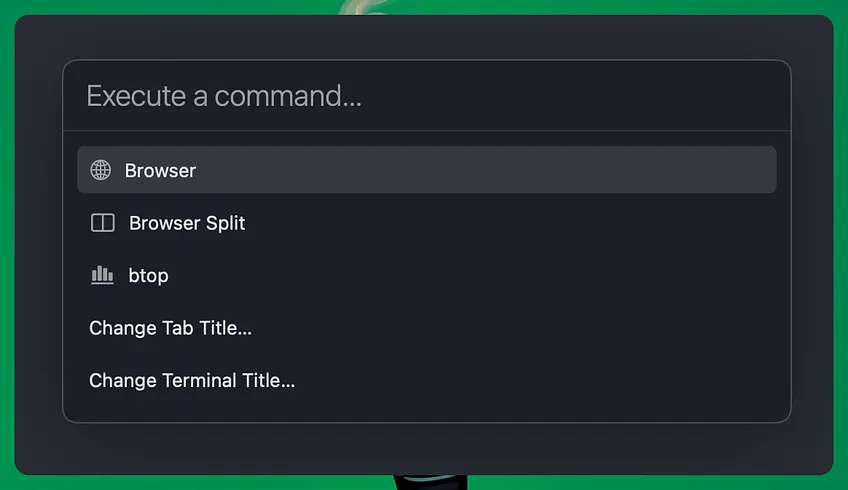 Execute a command...
Browser
Browser Split
btop
Change Tab Title...
Change Terminal Title...